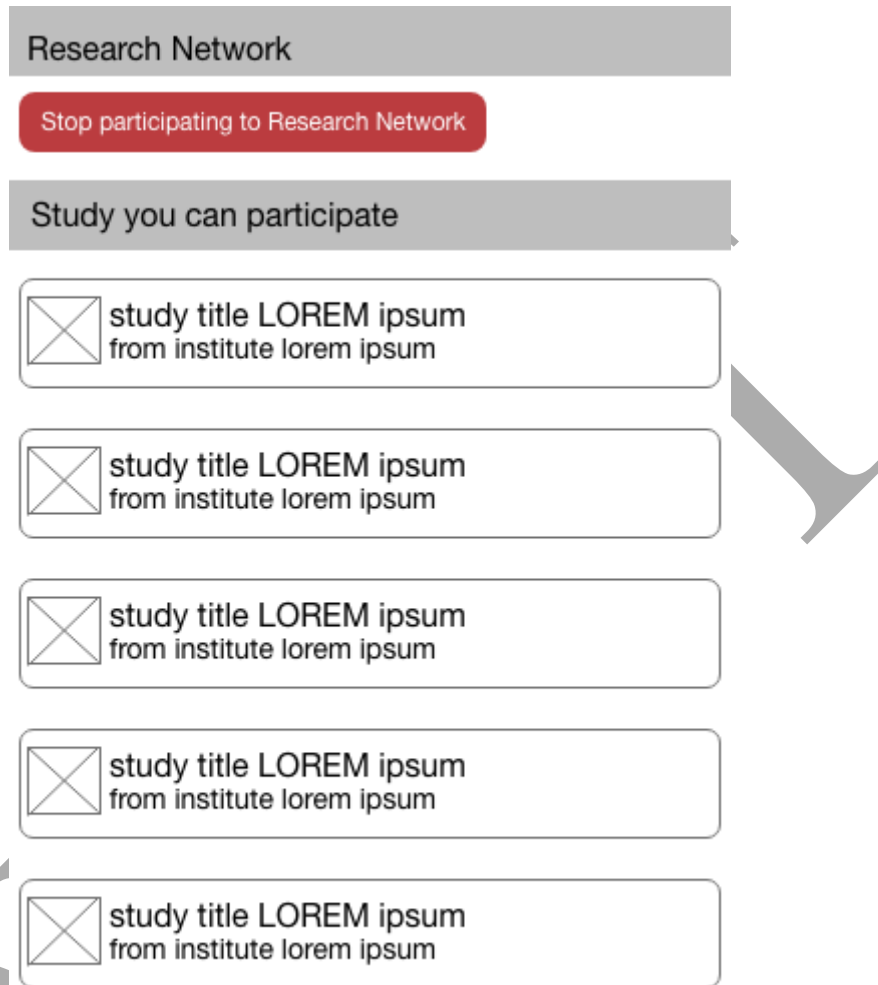 Research Network
Stop participating to Research Network
Study you can participate
study title LOREM ipsum
from institute lorem ipsum
study title LOREM ipsum
from institute lorem ipsum
study title LOREM ipsum
from institute lorem ipsum
study title LOREM ipsum
from institute lorem ipsum
study title LOREM ipsum
from institute lorem ipsum